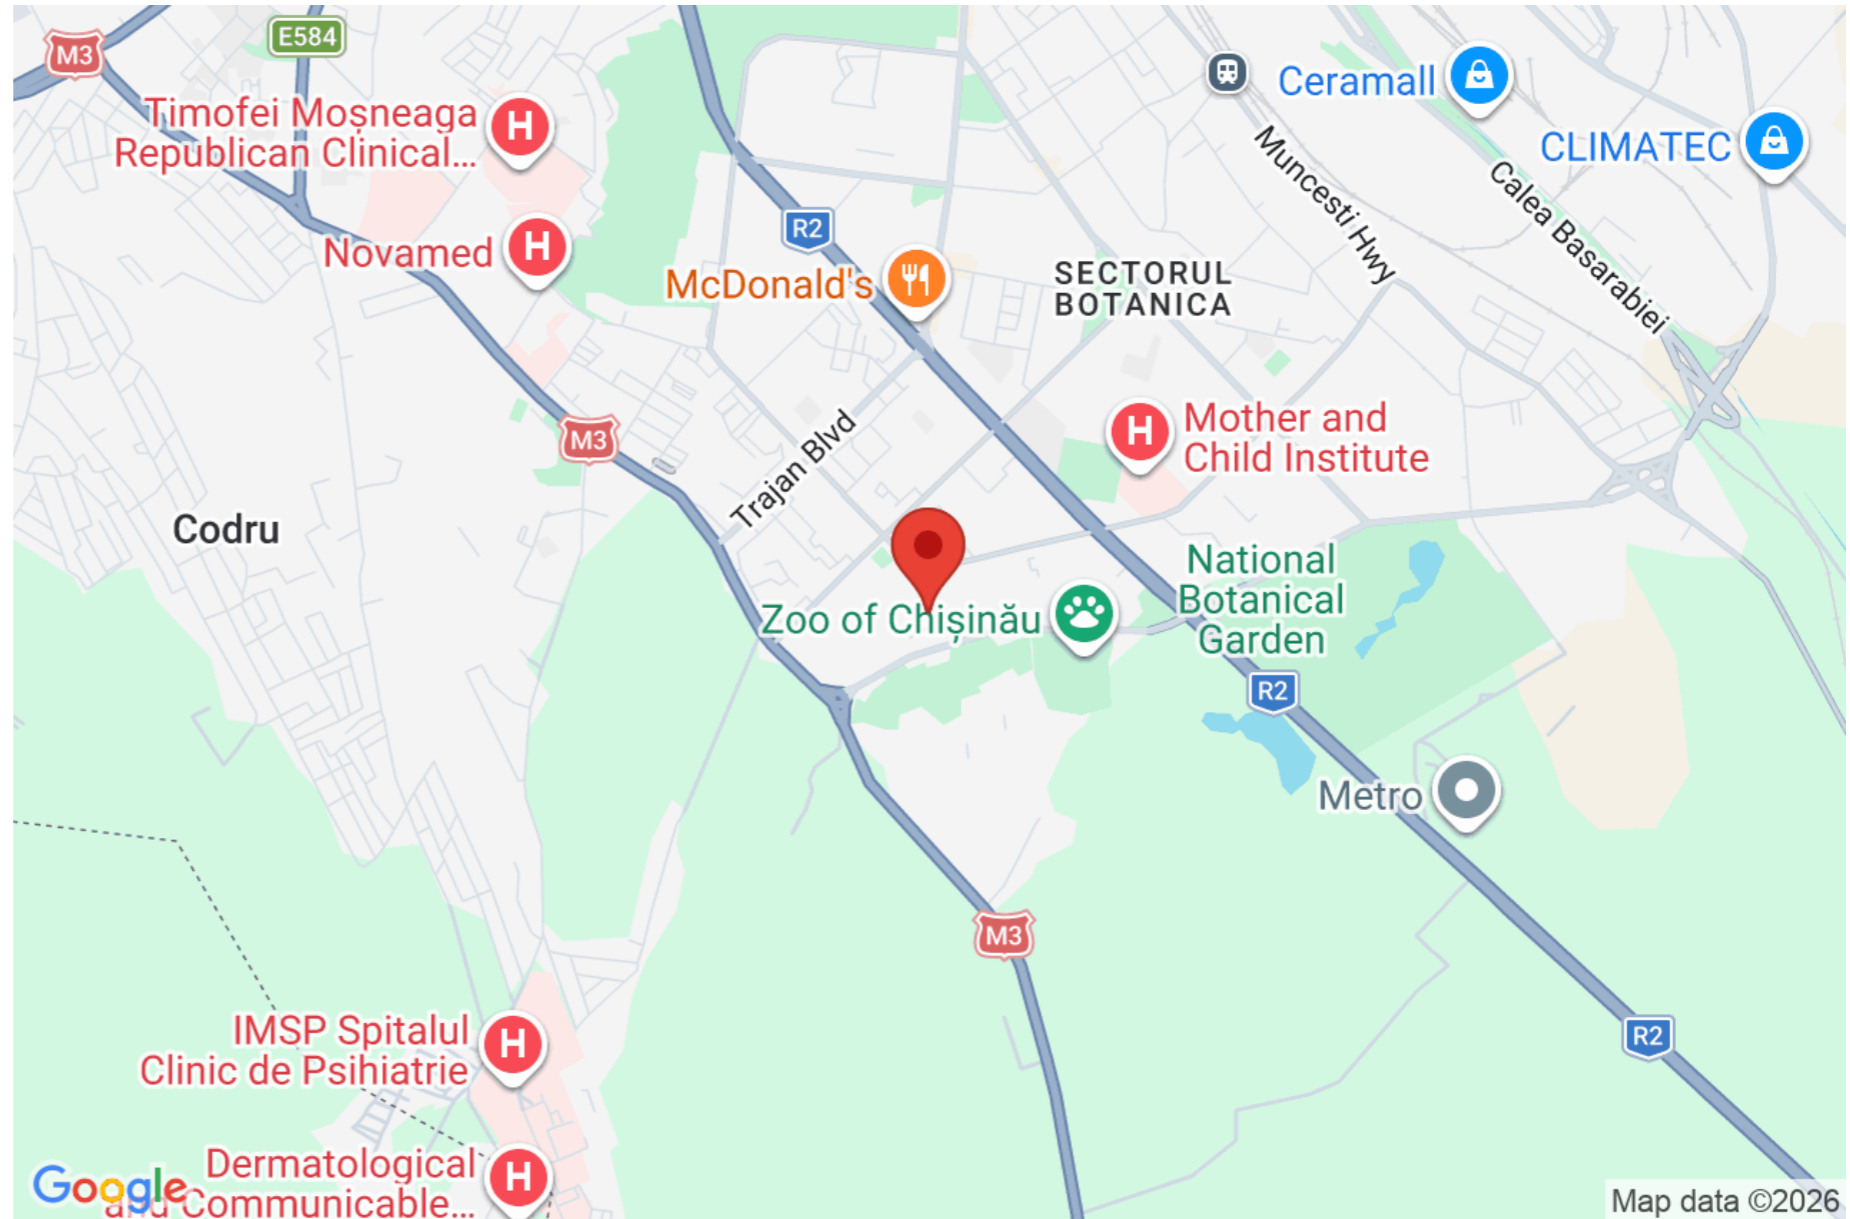 M3
E584
Timofei Moșneaga
Republican Clinical...
Ceramall
CLIMATEC
Muncesti Hwy
Calea Basarabiei
Novamed
R2
McDonald's
SECTORUL
BOTANICA
M3
Trajan Blvd
Mother and
Child Institute
Codru
National
Botanical
Garden
Zoo of Chișinău
R2
Metro
M3
IMSP Spitalul
Clinic de Psihiatrie
R2
Dermatological
and Communicable...
Google
Map data ©2026